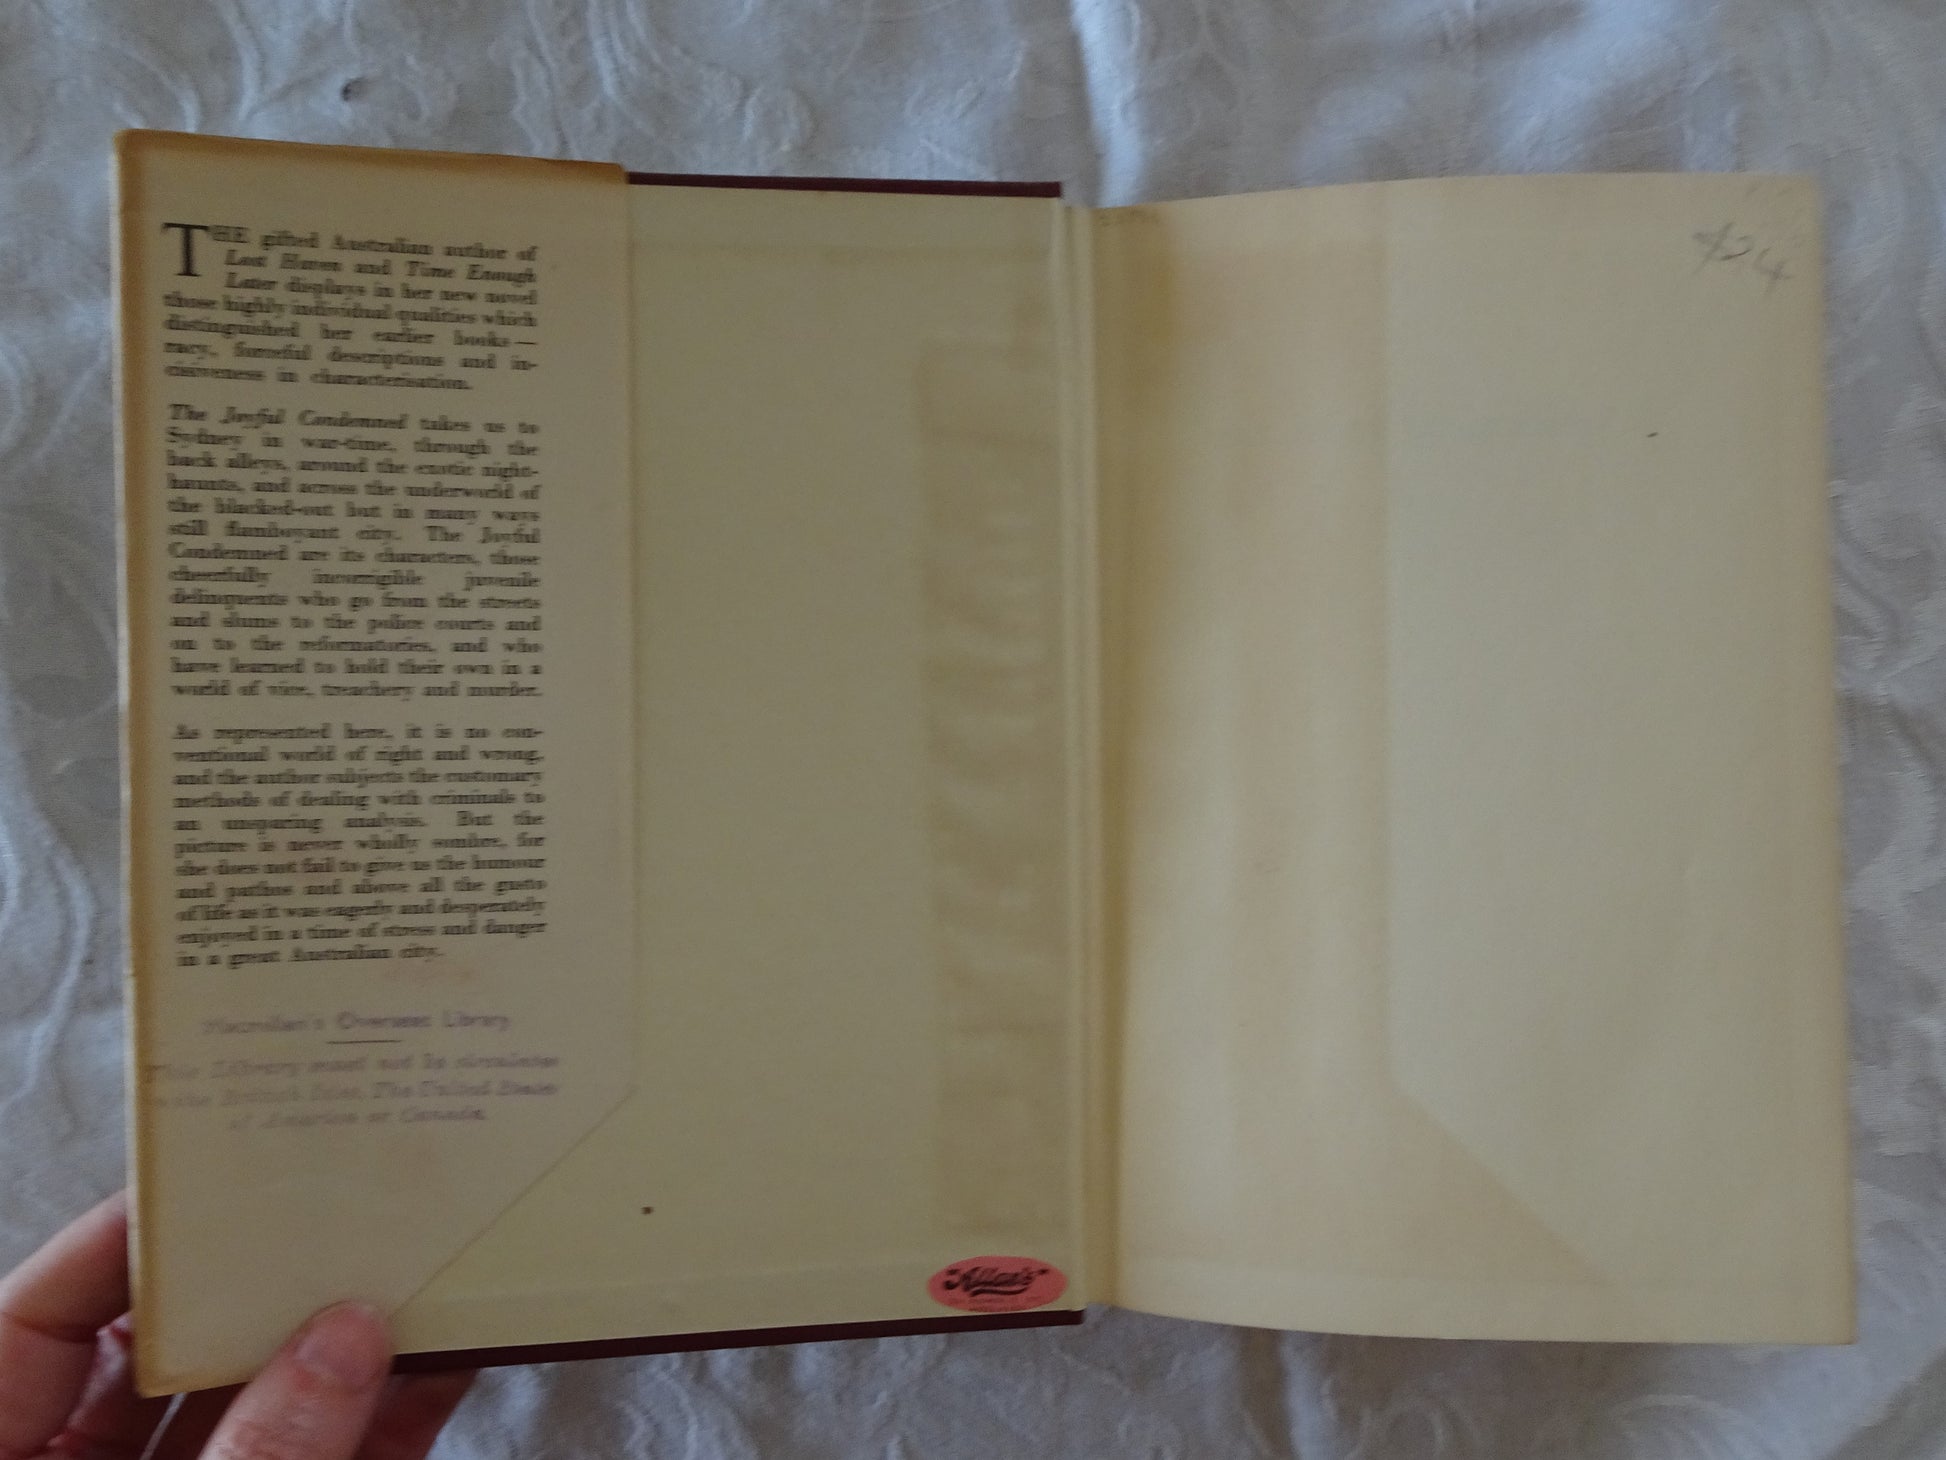 THE gifted Australian author of
Lost Haven and Time Enough
Later displays in her new novel
those highly individual qualities which
distinguished her earlier books—
racy, forceful descriptions and in-
cisiveness in characterisation.
The Joyful Condemned takes us to
Sydney in war-time, through the
back alleys, around the exotic night-
haunts, and across the underworld of
the blacked-out but in many ways
still flamboyant city. The Joyful
Condemned are its characters, those
cheerfully incorrigible juvenile
delinquents who go from the streets
and slums to the police courts and
on to the reformatories, and who
have learned to hold their own in a
world of vice, treachery and murder.
As represented here, it is no con-
ventional world of right and wrong,
and the author subjects the customary
methods of dealing with criminals to
an unsparing analysis. But the
picture is never wholly sombre, for
she does not fail to give us the humour
and pathos and above all the gusto
of life as it was eagerly and desperately
enjoyed in a time of stress and danger
in a great Australian city.
Macmillan's Overseas Library
This Library must not be circulated
in the British Isles, The United States
of America or Canada.
"Allan's"